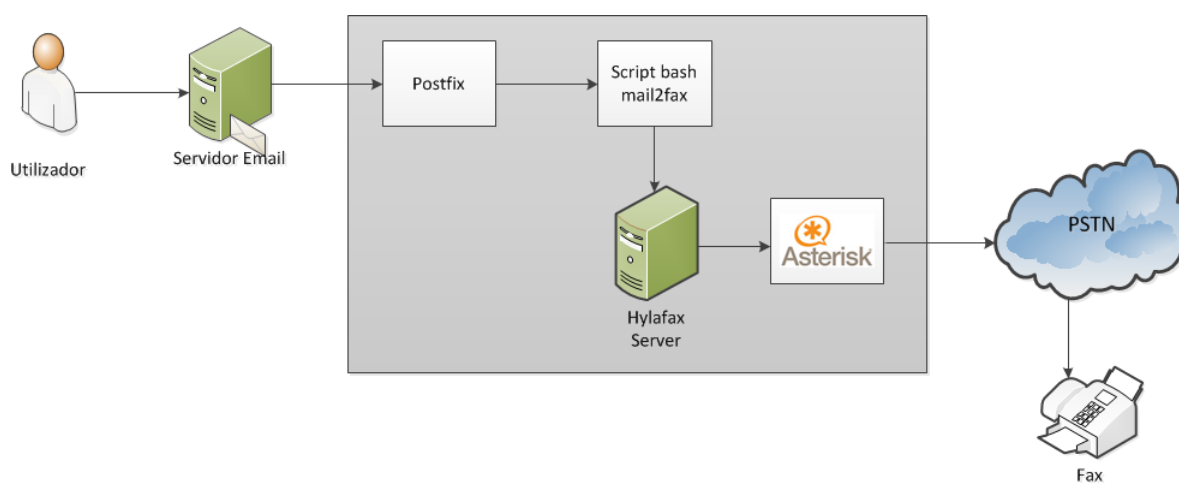 Utilizador
Servidor Email
Postfix
Script bash
mail2fax
Hylafax
Server
Asterisk
PSTN
Fax